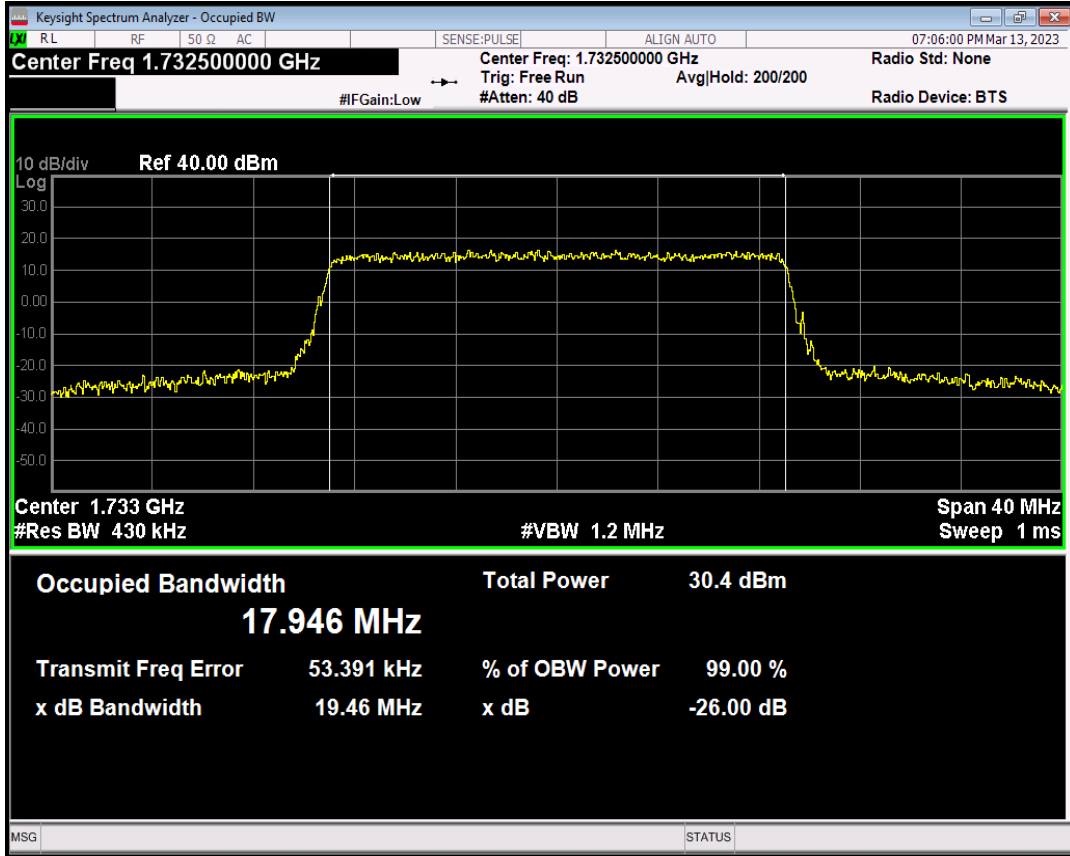 Keysight Spectrum Analyzer - Occupied BW
LXI RL RF 50 Ω AC SENSE:PULSE ALIGN AUTO 07:06:00 PM Mar 13, 2023
Center Freq 1.732500000 GHz Center Freq: 1.732500000 GHz Radio Std: None
Trig: Free Run Avg|Hold: 200/200
#IFGain:Low #Atten: 40 dB Radio Device: BTS
10 dB/div Ref 40.00 dBm
Log
30.0
20.0
10.0
0.00
-10.0
-20.0
-30.0
-40.0
-50.0
Center 1.733 GHz Span 40 MHz
#Res BW 430 kHz #VBW 1.2 MHz Sweep 1 ms
Occupied Bandwidth Total Power 30.4 dBm
17.946 MHz
Transmit Freq Error 53.391 kHz % of OBW Power 99.00 %
x dB Bandwidth 19.46 MHz x dB -26.00 dB
MSG STATUS